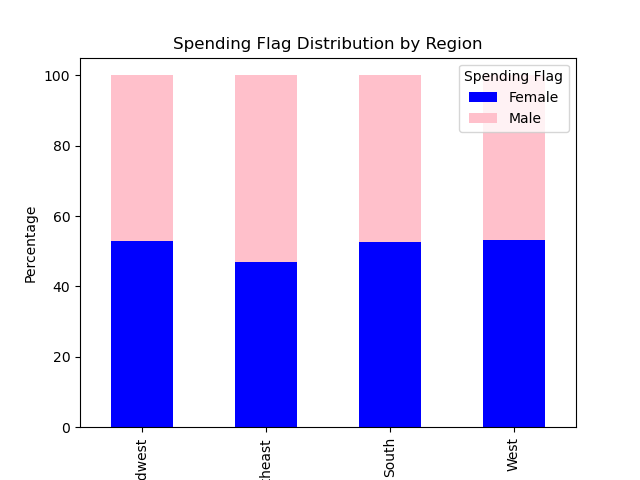 Spending Flag Distribution by Region
Spending Flag
Female
Male
Percentage
100
80
60
40
20
0
dwest
heast
South
West